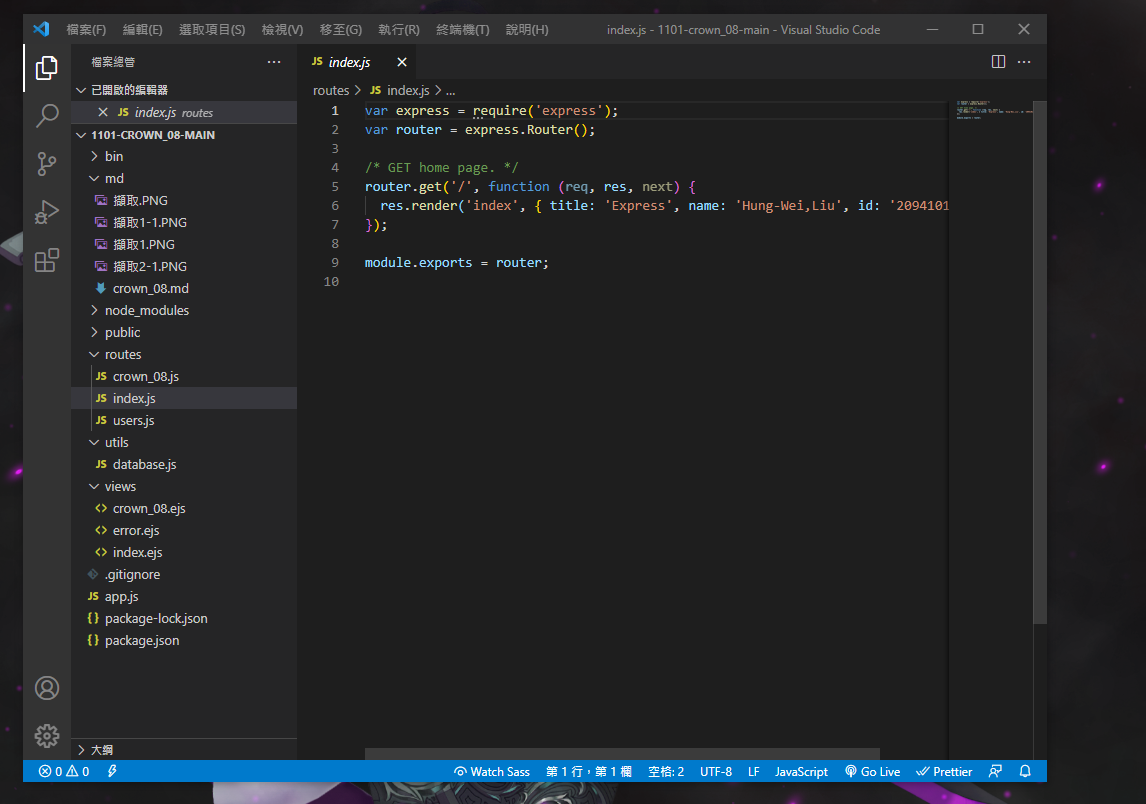 檔案(F) 編輯(E) 選取項目(S) 檢視(V) 移至(G) 執行(R) 終端機(T) 說明(H) index.js - 1101-crown_08-main - Visual Studio Code
檔案總管 ...
已開啟的編輯器
JS index.js routes
1101-CROWN_08-MAIN
bin
md
擷取.PNG
擷取1-1.PNG
擷取1.PNG
擷取2-1.PNG
crown_08.md
node_modules
public
routes
JS crown_08.js
JS index.js
JS users.js
utils
JS database.js
views
<> crown_08.ejs
<> error.ejs
<> index.ejs
.gitignore
JS app.js
{} package-lock.json
{} package.json
大綱
JS index.js
routes > JS index.js > ...
1 var express = require('express');
2 var router = express.Router();
3
4 /* GET home page. */
5 router.get('/', function (req, res, next) {
6 res.render('index', { title: 'Express', name: 'Hung-Wei,Liu', id: '2094101
7 });
8
9 module.exports = router;
10
0 0 Watch Sass 第 1 行，第 1 欄 空格: 2 UTF-8 LF JavaScript Go Live Prettier